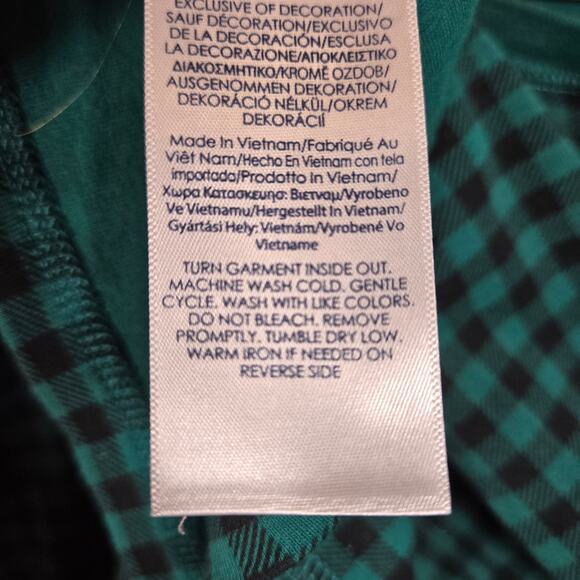 EXCLUSIVE OF DECORATION/
SAUF DÉCORATION/EXCLUSIVO
DE LA DECORACIÓN/ESCLUSA
LA DECORAZIONE/ΑΠΟΚΛΕΙΣΤΙΚΟ
ΔΙΑΚΟΣΜΗΤΙΚΟ/KROMĚ OZDOB/
AUSGENOMMEN DEKORATION/
DEKORÁCIÓ NÉLKÜL/OKREM
DEKORÁCIÍ
Made In Vietnam/Fabriqué Au
Viêt Nam/Hecho En Vietnam con tela
importada/Prodotto In Vietnam/
Χωρα Κατασκευης: Βιετναμ/Vyrobeno
Ve Vietnamu/Hergestellt In Vietnam/
Gyártási Hely: Vietnám/Vyrobené Vo
Vietname
TURN GARMENT INSIDE OUT.
MACHINE WASH COLD. GENTLE
CYCLE. WASH WITH LIKE COLORS.
DO NOT BLEACH. REMOVE
PROMPTLY. TUMBLE DRY LOW.
WARM IRON IF NEEDED ON
REVERSE SIDE